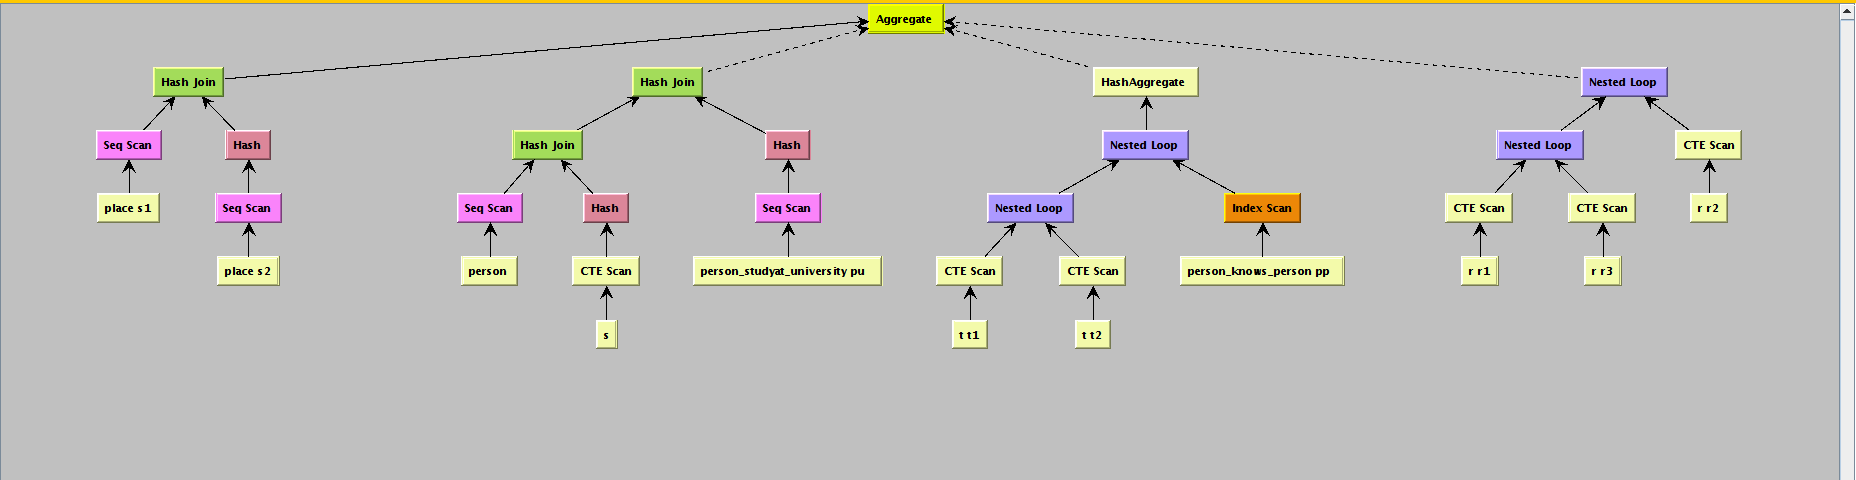 Aggregate
Hash Join
Hash Join
HashAggregate
Nested Loop
Seq Scan
Hash
Hash Join
Hash
Nested Loop
Nested Loop
CTE Scan
place s1
Seq Scan
Seq Scan
Hash
Seq Scan
Nested Loop
Index Scan
CTE Scan
CTE Scan
r r2
place s2
person
CTE Scan
person_studyat_university pu
CTE Scan
CTE Scan
person_knows_person pp
r r1
r r3
s
t t1
t t2